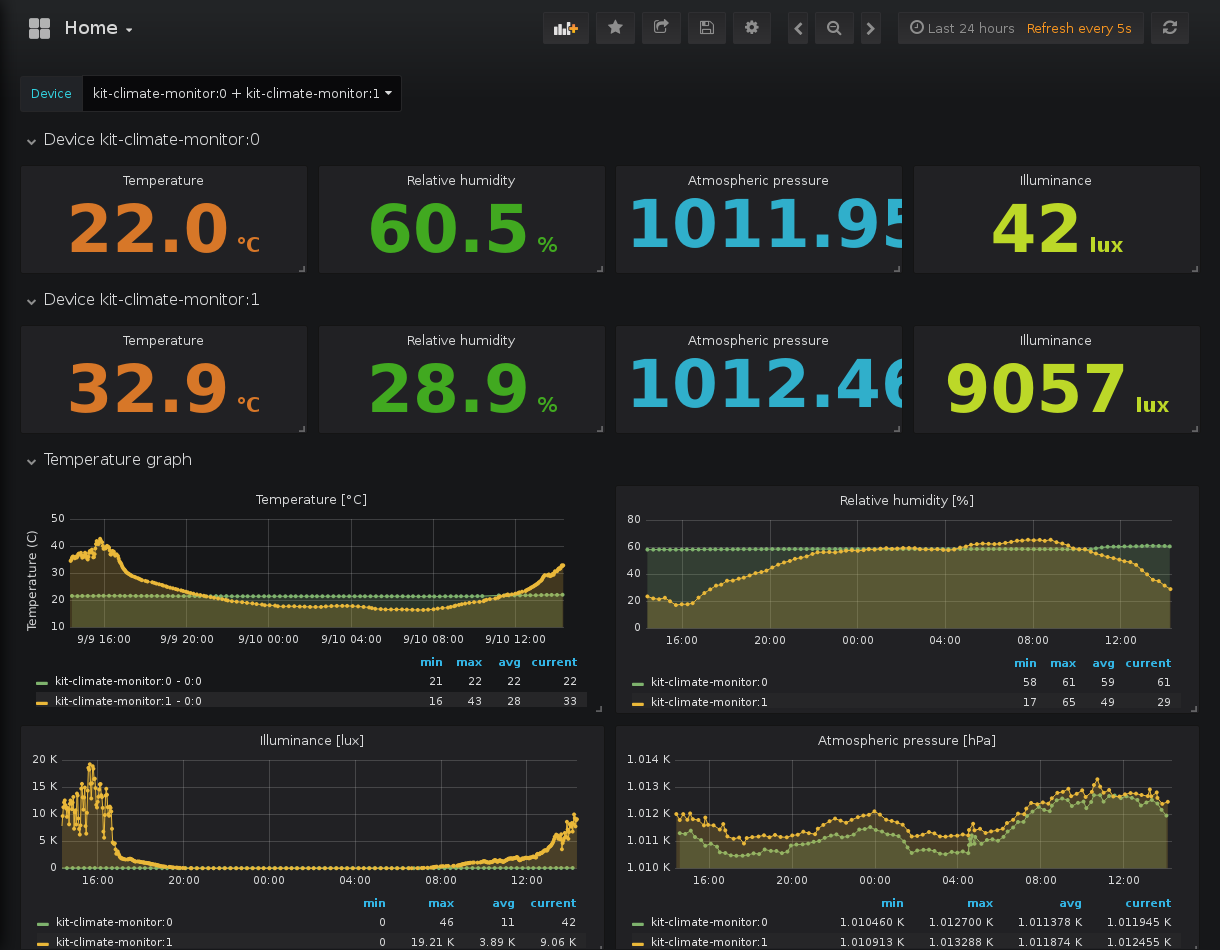 Home
Last 24 hours Refresh every 5s
Device kit-climate-monitor:0 + kit-climate-monitor:1
Device kit-climate-monitor:0
Temperature Relative humidity Atmospheric pressure Illuminance
22.0 °C 60.5 % 1011.95 42 lux
Device kit-climate-monitor:1
Temperature Relative humidity Atmospheric pressure Illuminance
32.9 °C 28.9 % 1012.46 9057 lux
Temperature graph
Temperature [°C]
Temperature (C)
50
40
30
20
10
9/9 16:00 9/9 20:00 9/10 00:00 9/10 04:00 9/10 08:00 9/10 12:00
min max avg current
kit-climate-monitor:0 - 0:0 21 22 22 22
kit-climate-monitor:1 - 0:0 16 43 28 33
Relative humidity [%]
80
60
40
20
0
16:00 20:00 00:00 04:00 08:00 12:00
min max avg current
kit-climate-monitor:0 58 61 59 61
kit-climate-monitor:1 17 65 49 29
Illuminance [lux]
20 K
15 K
10 K
5 K
0
16:00 20:00 00:00 04:00 08:00 12:00
min max avg current
kit-climate-monitor:0 0 46 11 42
kit-climate-monitor:1 0 19.21 K 3.89 K 9.06 K
Atmospheric pressure [hPa]
1.014 K
1.013 K
1.012 K
1.011 K
1.010 K
16:00 20:00 00:00 04:00 08:00 12:00
min max avg current
kit-climate-monitor:0 1.010460 K 1.012700 K 1.011378 K 1.011945 K
kit-climate-monitor:1 1.010913 K 1.013288 K 1.011874 K 1.012455 K